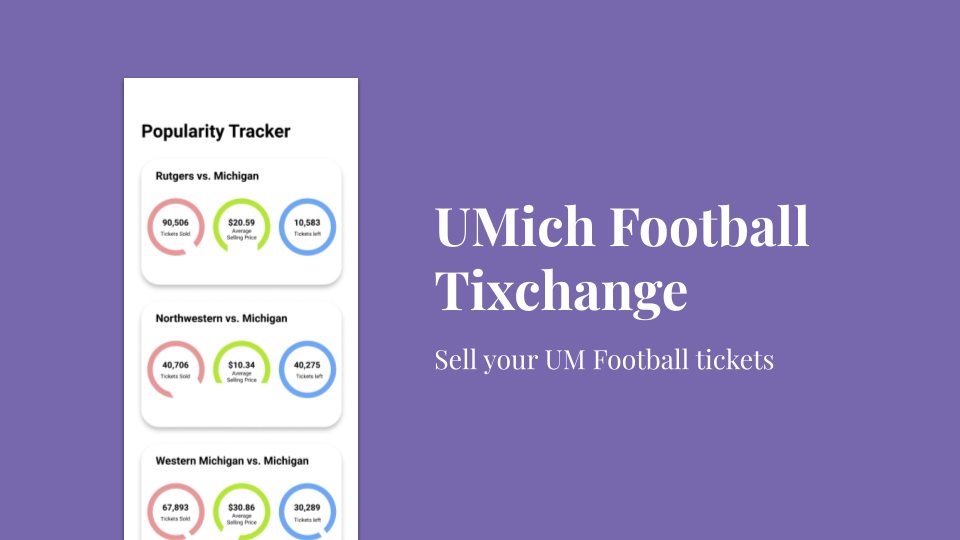 Popularity Tracker
Rutgers vs. Michigan
90,506
Tickets Sold
$20.59
Average
Selling Price
10,583
Tickets left
Northwestern vs. Michigan
40,706
Tickets Sold
$10.34
Average
Selling Price
40,275
Tickets left
Western Michigan vs. Michigan
67,893
Tickets Sold
$30.86
Average
Selling Price
30,289
Tickets left
UMich Football
Tixchange
Sell your UM Football tickets